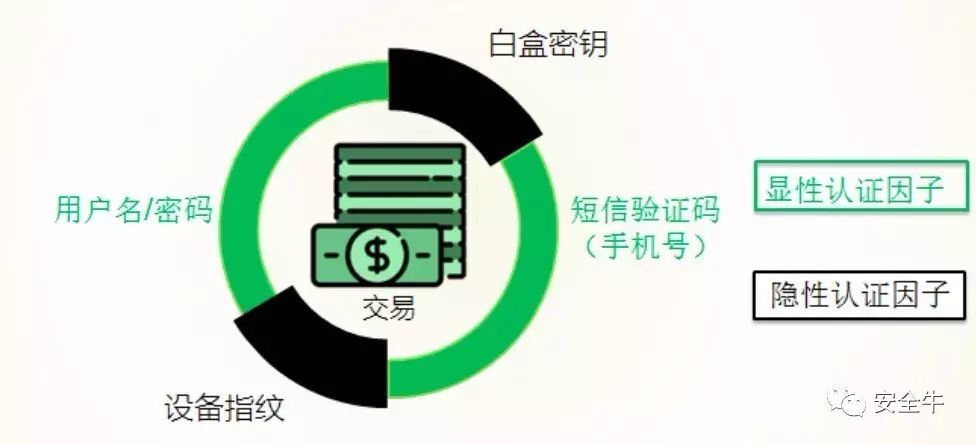 白盒密钥
用户名/密码
短信验证码
（手机号）
显性认证因子
$
交易
隐性认证因子
设备指纹
安全牛